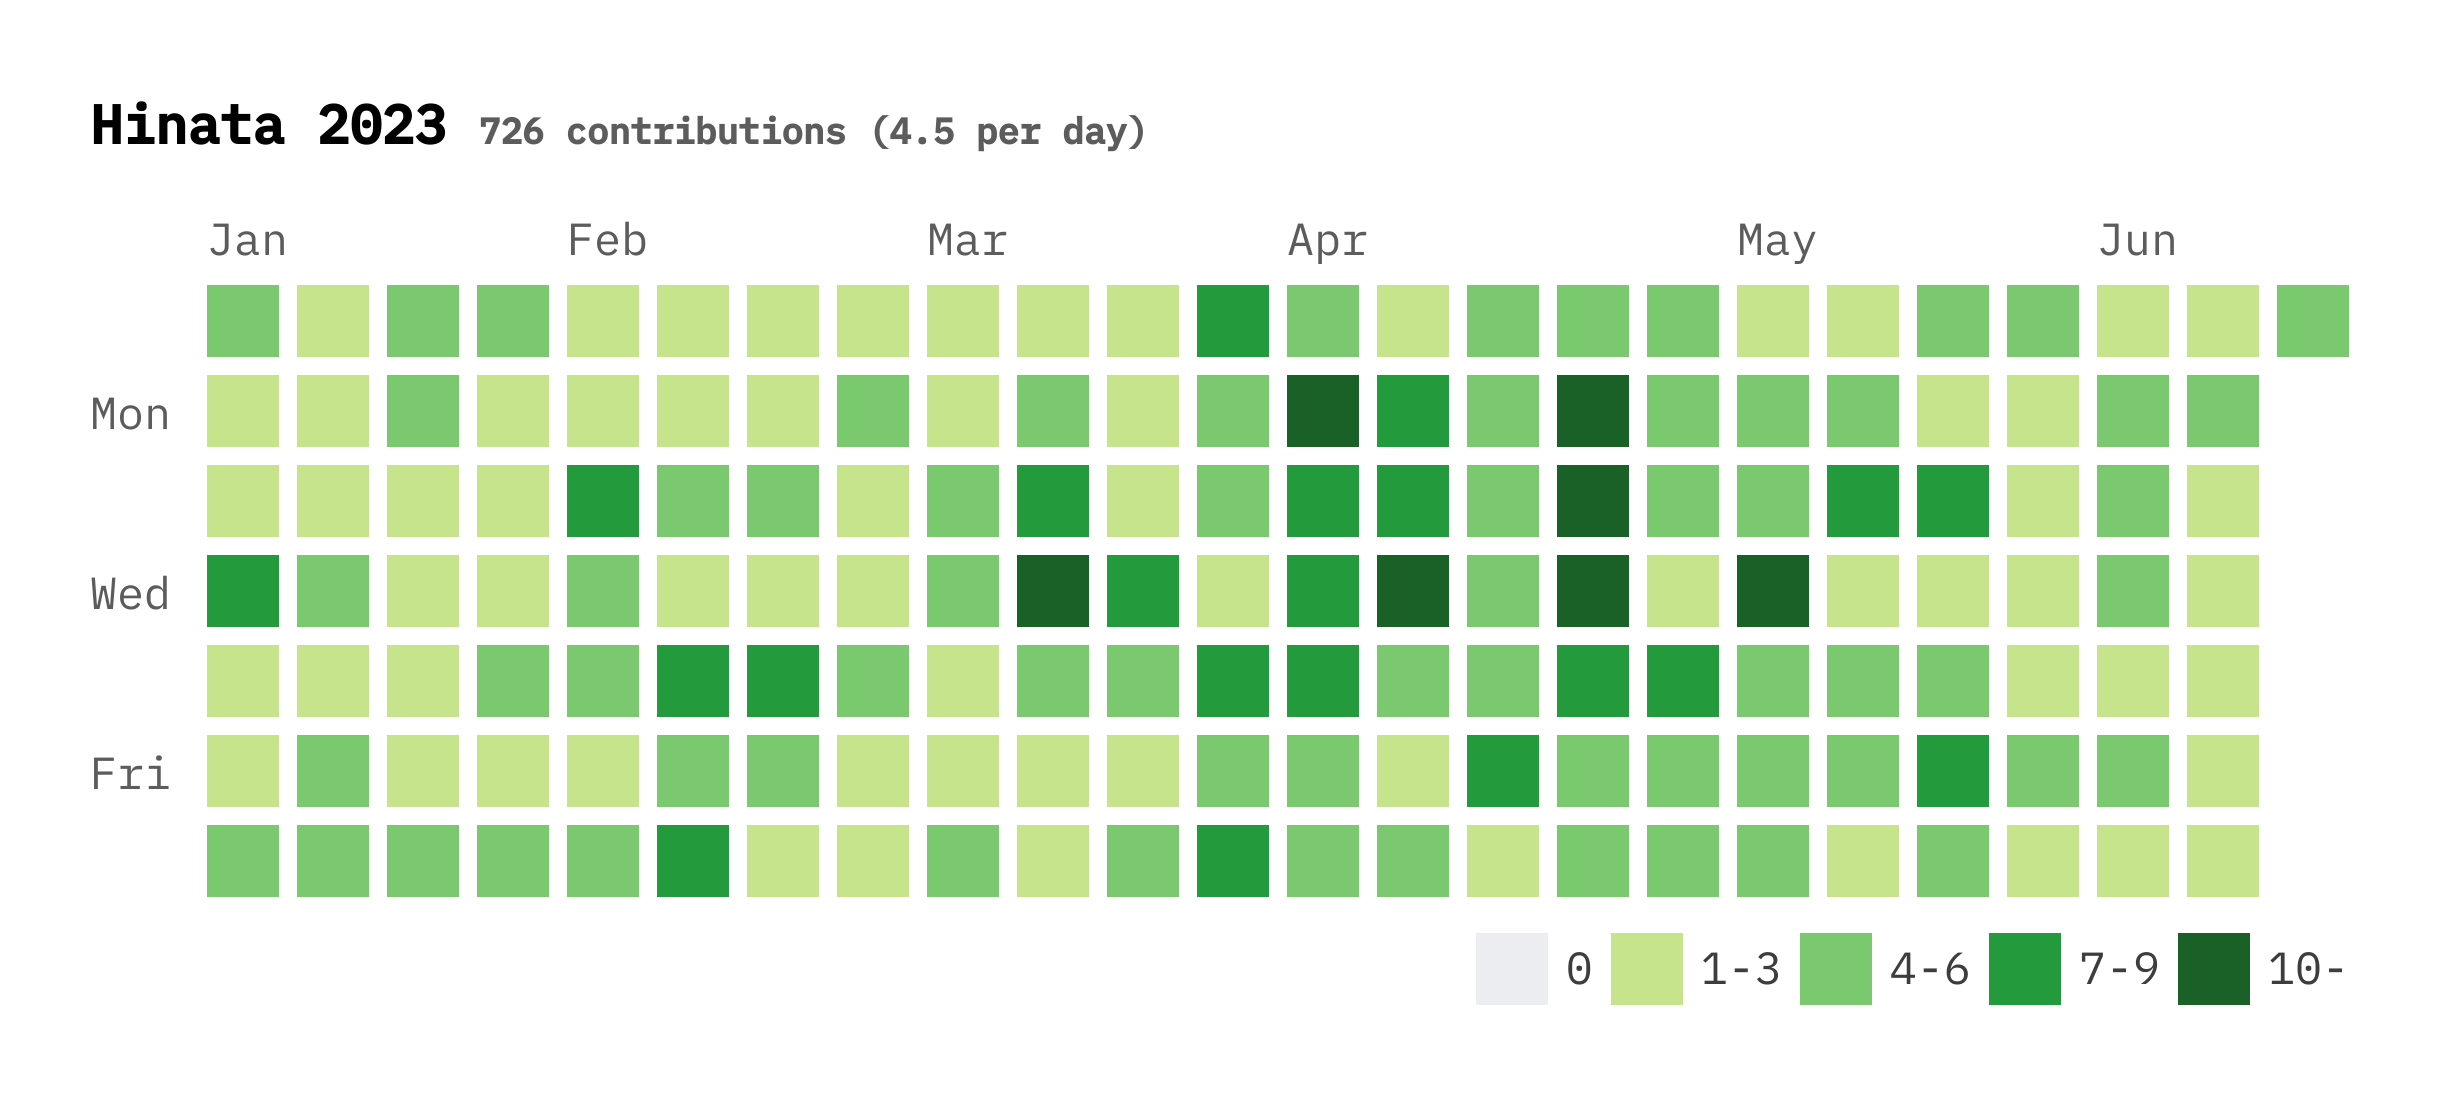 Hinata 2023 726 contributions (4.5 per day)
Jan Feb Mar Apr May Jun
Mon
Wed
Fri
0 1-3 4-6 7-9 10-